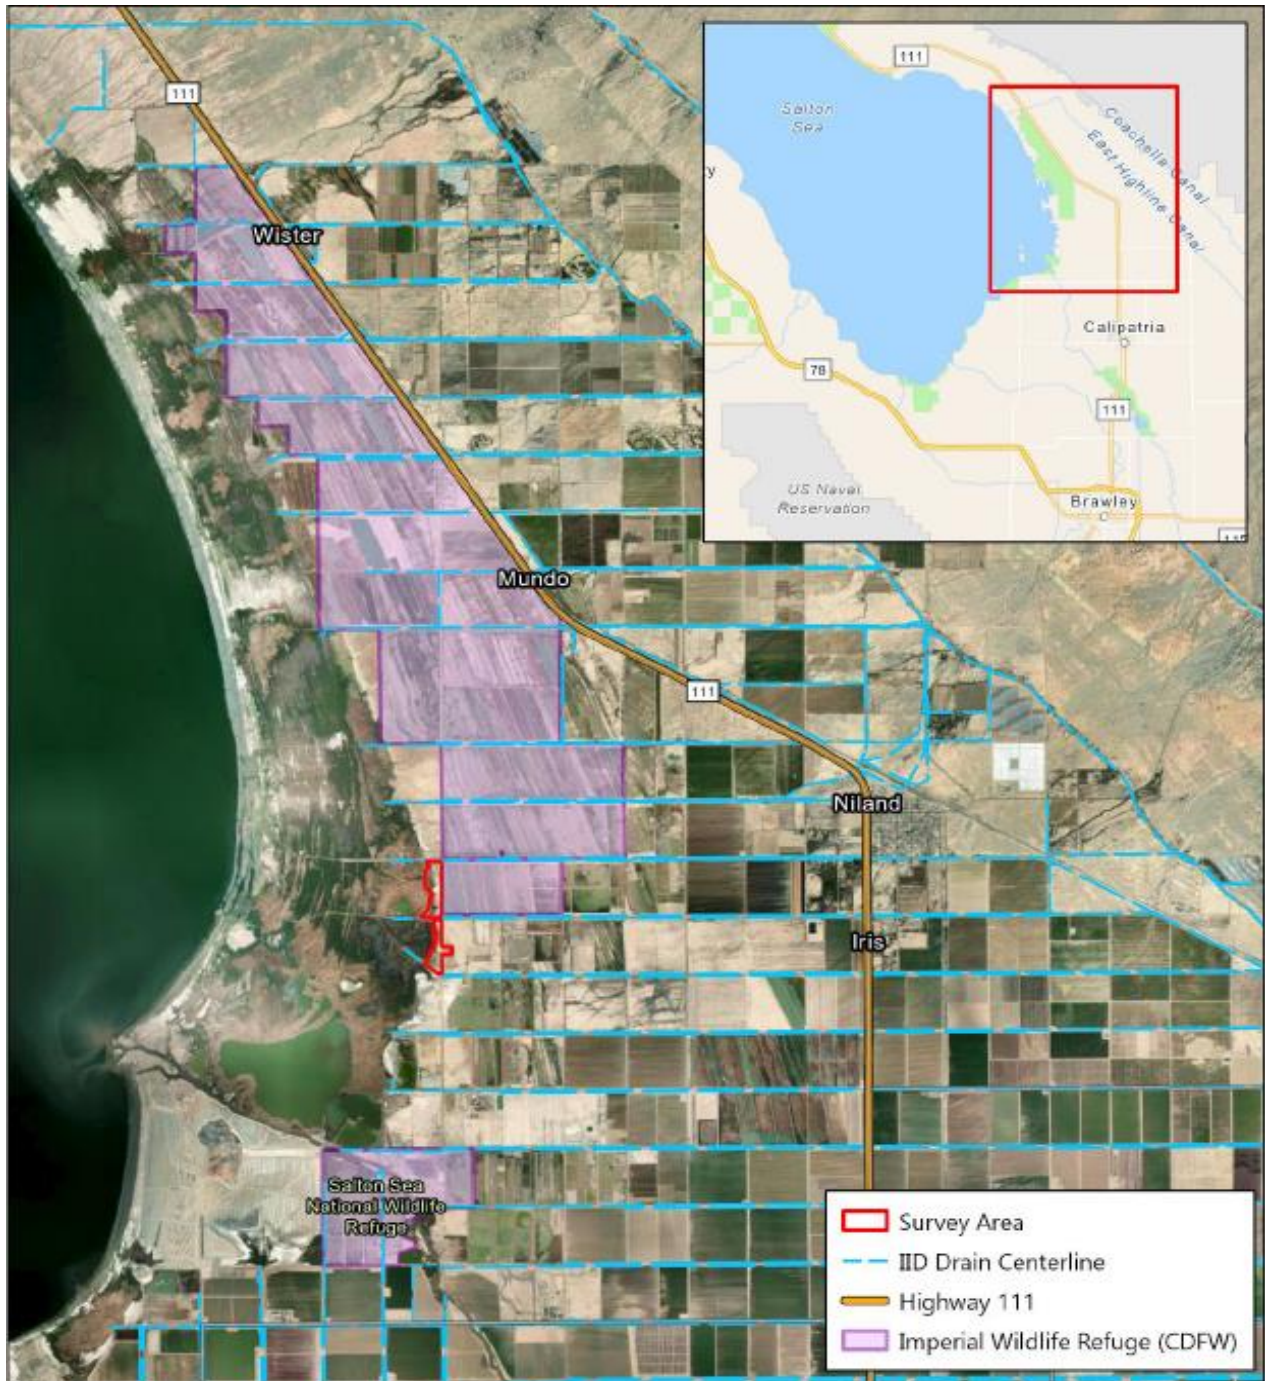 111
Wister
Mundo
111
Niland
Iris
Salton Sea
National Wildlife
Refuge
111
Salton
Sea
Coachella Canal
East Highline Canal
Calipatria
78
111
US Naval
Reservation
Brawley
Survey Area
IID Drain Centerline
Highway 111
Imperial Wildlife Refuge (CDFW)